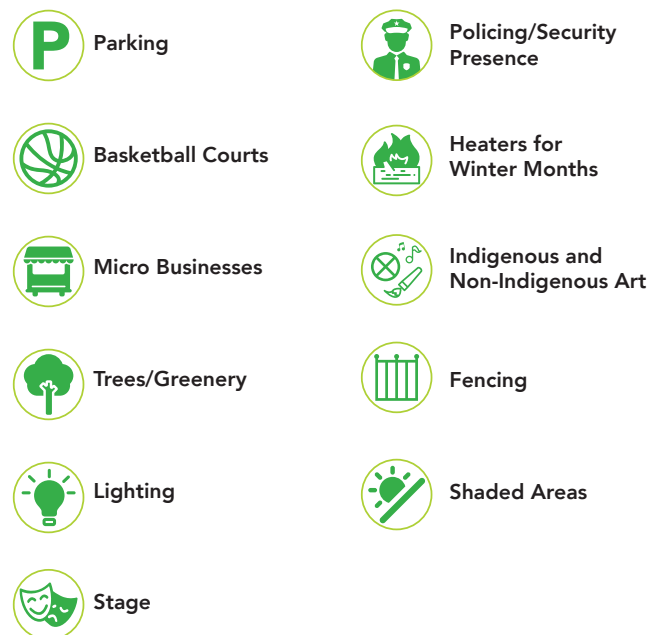 P
Parking
Basketball Courts
Micro Businesses
Trees/Greenery
Lighting
Stage
Policing/Security
Presence
Heaters for
Winter Months
Indigenous and
Non-Indigenous Art
Fencing
Shaded Areas